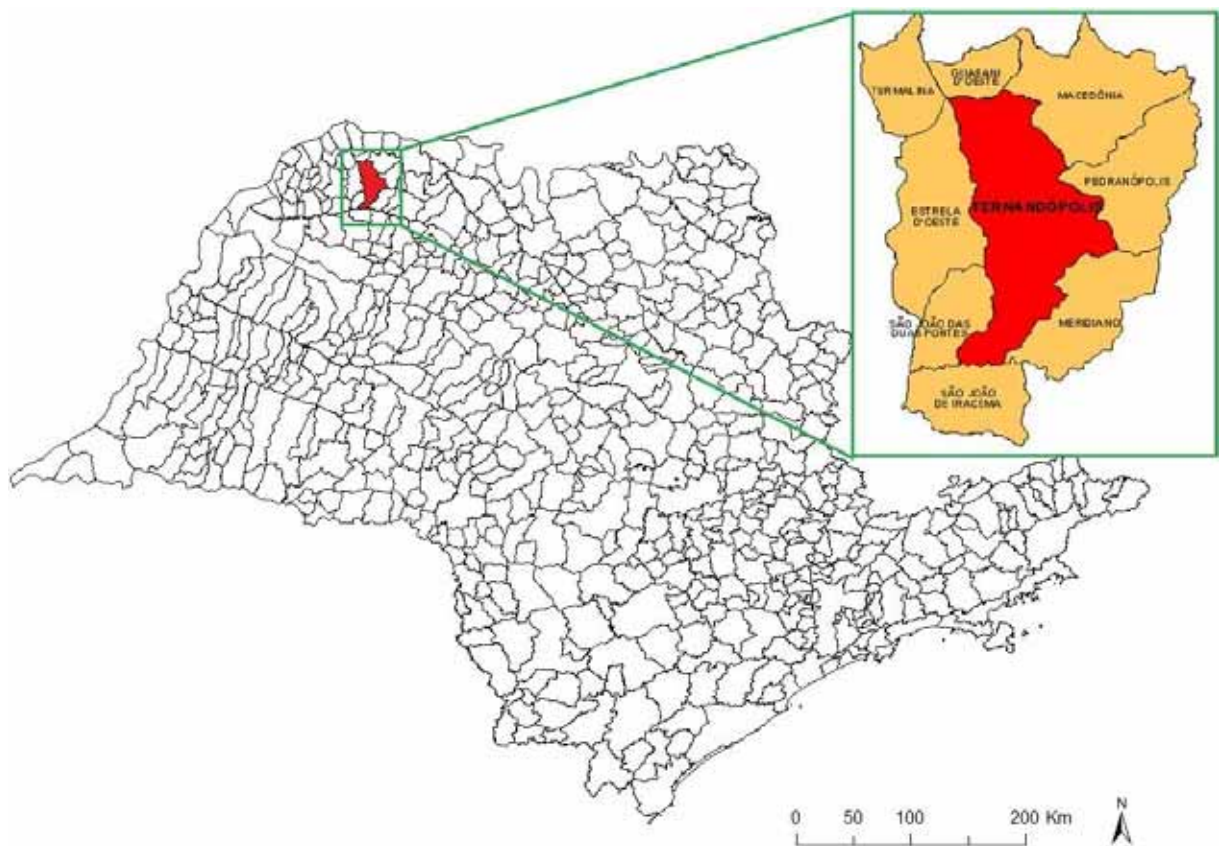 GUARANI
D'OESTE
TURMALINA
MACEDÔNIA
PEDRANÓPOLIS
ESTRELA
D'OESTE
FERNANDÓPOLIS
SÃO JOÃO DAS
DUAS PONTES
MERIDIANO
SÃO JOÃO
DE IRACEMA
0 50 100 200 Km
N